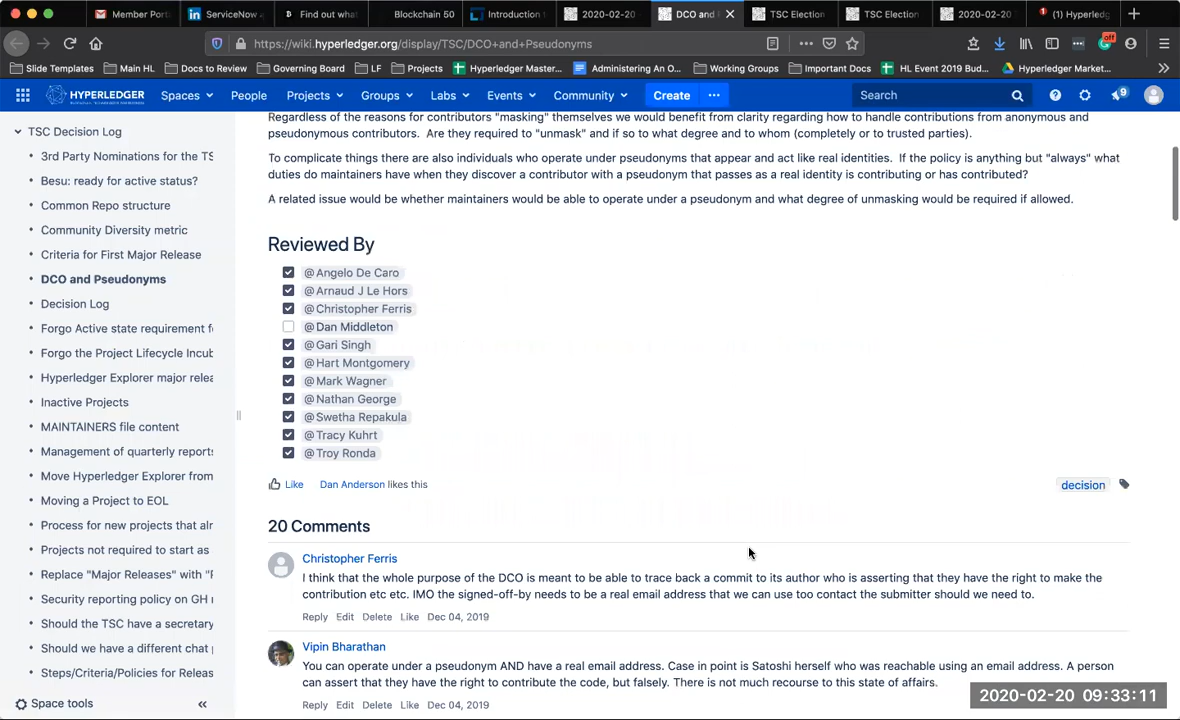 Member Port
ServiceNow
Find out what
Blockchain 50
Introduction t
2020-02-20
DCO and
TSC Election
TSC Election
2020-02-20
(1) Hyperledg
https://wiki.hyperledger.org/display/TSC/DCO+and+Pseudonyms
off
Slide Templates
Main HL
Docs to Review
Governing Board
LF
Projects
Hyperledger Master...
Administering An O...
Working Groups
Important Docs
HL Event 2019 Bud...
Hyperledger Market...
HYPERLEDGER
Spaces
People
Projects
Groups
Labs
Events
Community
Create
Search
9
TSC Decision Log
3rd Party Nominations for the TS
Besu: ready for active status?
Common Repo structure
Community Diversity metric
Criteria for First Major Release
DCO and Pseudonyms
Decision Log
Forgo Active state requirement f
Forgo the Project Lifecycle Incub
Hyperledger Explorer major relea
Inactive Projects
MAINTAINERS file content
Management of quarterly reports
Move Hyperledger Explorer from
Moving a Project to EOL
Process for new projects that alr
Projects not required to start as
Replace "Major Releases" with "F
Security reporting policy on GH r
Should the TSC have a secretary
Should we have a different chat
Steps/Criteria/Policies for Releas
Space tools
Regardless of the reasons for contributors "masking" themselves we would benefit from clarity regarding how to handle contributions from anonymous and
pseudonymous contributors. Are they required to "unmask" and if so to what degree and to whom (completely or to trusted parties).
To complicate things there are also individuals who operate under pseudonyms that appear and act like real identities. If the policy is anything but "always" what
duties do maintainers have when they discover a contributor with a pseudonym that passes as a real identity is contributing or has contributed?
A related issue would be whether maintainers would be able to operate under a pseudonym and what degree of unmasking would be required if allowed.
Reviewed By
@Angelo De Caro
@Arnaud J Le Hors
@Christopher Ferris
@Dan Middleton
@Gari Singh
@Hart Montgomery
@Mark Wagner
@Nathan George
@Swetha Repakula
@Tracy Kuhrt
@Troy Ronda
Like Dan Anderson likes this
decision
20 Comments
Christopher Ferris
I think that the whole purpose of the DCO is meant to be able to trace back a commit to its author who is asserting that they have the right to make the
contribution etc etc. IMO the signed-off-by needs to be a real email address that we can use too contact the submitter should we need to.
Reply Edit Delete Like Dec 04, 2019
Vipin Bharathan
You can operate under a pseudonym AND have a real email address. Case in point is Satoshi herself who was reachable using an email address. A person
can assert that they have the right to contribute the code, but falsely. There is not much recourse to this state of affairs.
Reply Edit Delete Like Dec 04, 2019
2020-02-20 09:33:11